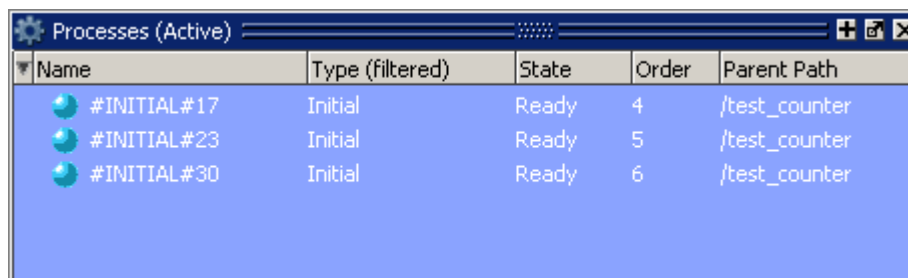 Processes (Active)
Name Type (filtered) State Order Parent Path
#INITIAL#17 Initial Ready 4 /test_counter
#INITIAL#23 Initial Ready 5 /test_counter
#INITIAL#30 Initial Ready 6 /test_counter